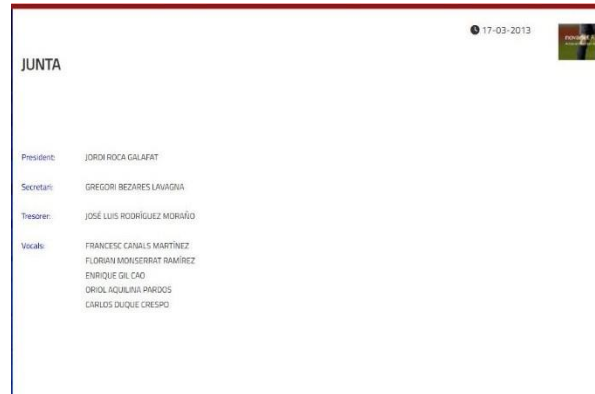 17-03-2013
JUNTA
President: JORDI ROCA GALAFAT
Secretari: GREGORI BEZARES LAVAGNA
Tresorer: JOSÉ LUIS RODRÍGUEZ MORAÑO
Vocals: FRANCESC CANALS MARTÍNEZ
FLORIAN MONSERRAT RAMÍREZ
ENRIQUE GIL CAO
ORIOL AQUILINA PARDOS
CARLOS DUQUE CRESPO